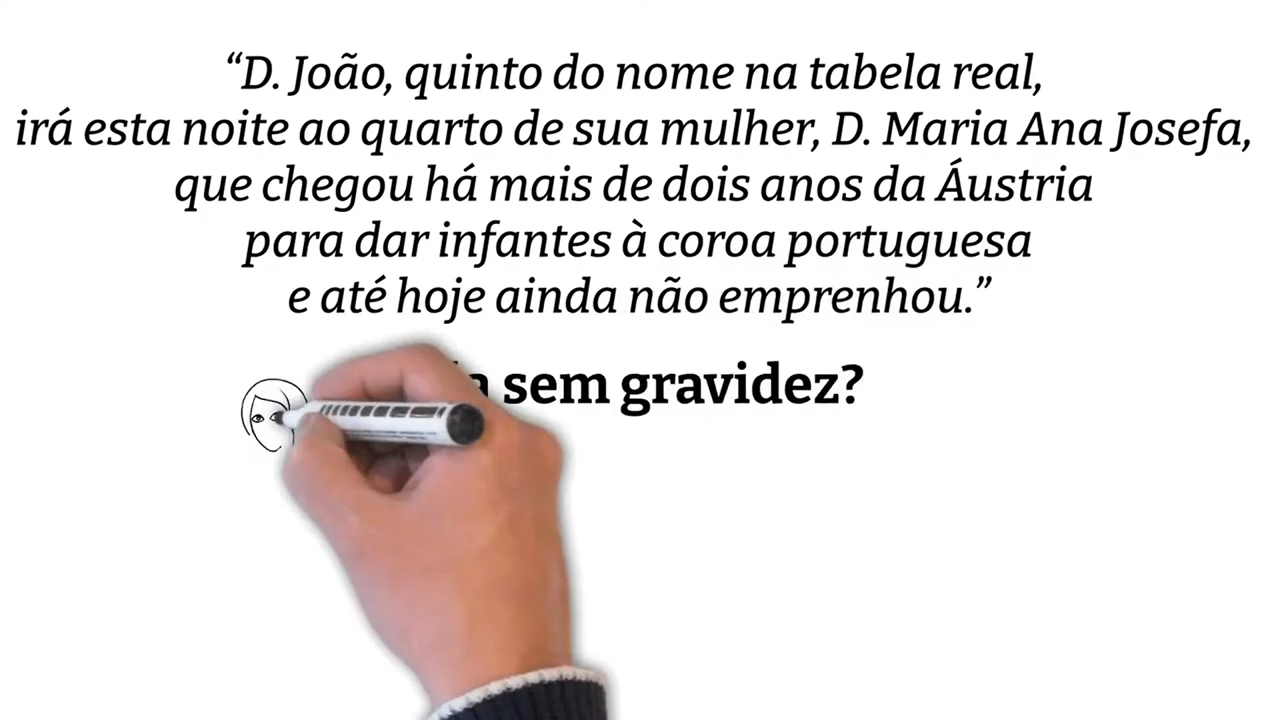 “D. João, quinto do nome na tabela real,
irá esta noite ao quarto de sua mulher, D. Maria Ana Josefa,
que chegou há mais de dois anos da Áustria
para dar infantes à coroa portuguesa
e até hoje ainda não emprenhou.”
sem gravidez?